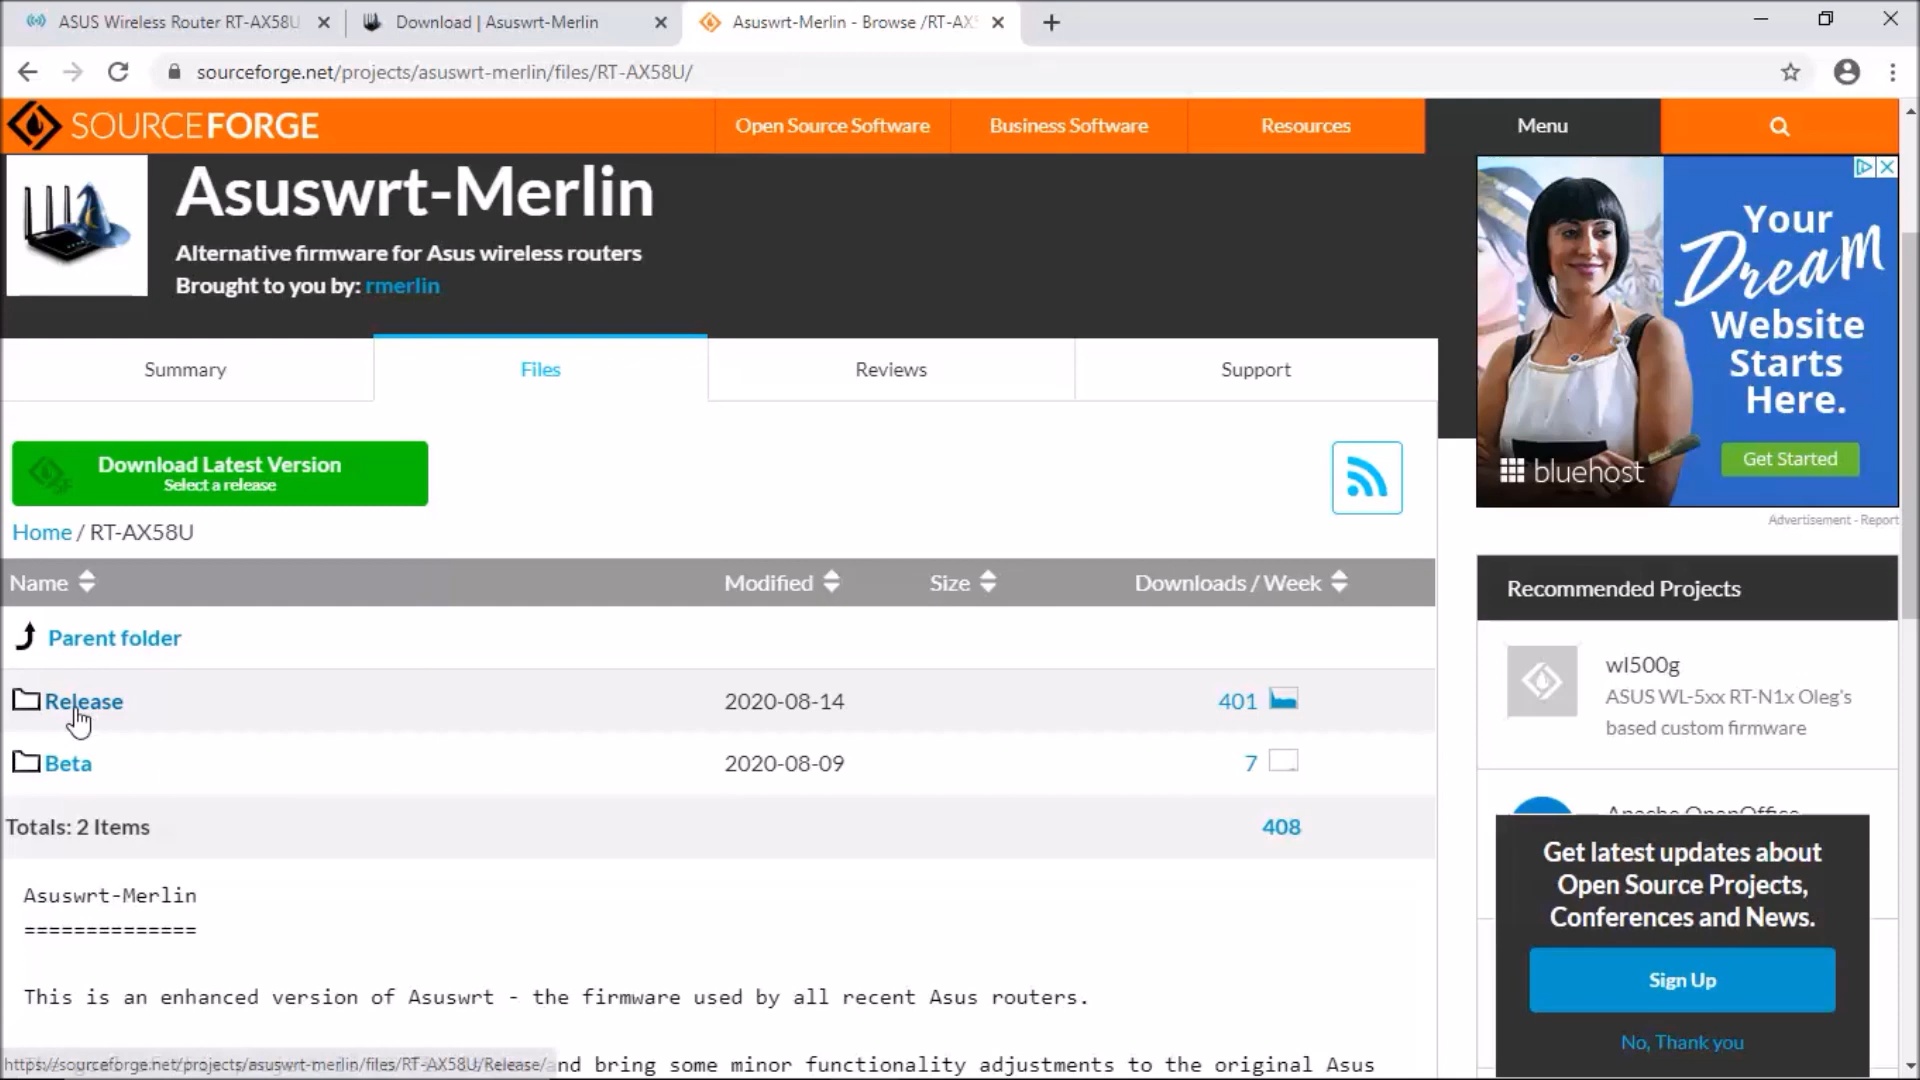 ASUS Wireless Router RT-AX58U
Download | Asuswrt-Merlin
Asuswrt-Merlin - Browse /RT-AX5
sourceforge.net/projects/asuswrt-merlin/files/RT-AX58U/
SOURCEFORGE
Open Source Software
Business Software
Resources
Menu
Asuswrt-Merlin
Alternative firmware for Asus wireless routers
Brought to you by: rmerlin
Your
Dream
Website
Starts
Here.
bluehost
Get Started
Advertisement - Report
Summary
Files
Reviews
Support
Download Latest Version
Select a release
Home / RT-AX58U
Name
Modified
Size
Downloads / Week
Parent folder
Release
2020-08-14
401
Beta
2020-08-09
7
Totals: 2 Items
408
Recommended Projects
wl500g
ASUS WL-5xx RT-N1x Oleg's
based custom firmware
Apache OpenOffice
Get latest updates about
Open Source Projects,
Conferences and News.
Sign Up
No, Thank you
Asuswrt-Merlin
==============
This is an enhanced version of Asuswrt - the firmware used by all recent Asus routers.
https://sourceforge.net/projects/asuswrt-merlin/files/RT-AX58U/Release/
and bring some minor functionality adjustments to the original Asus